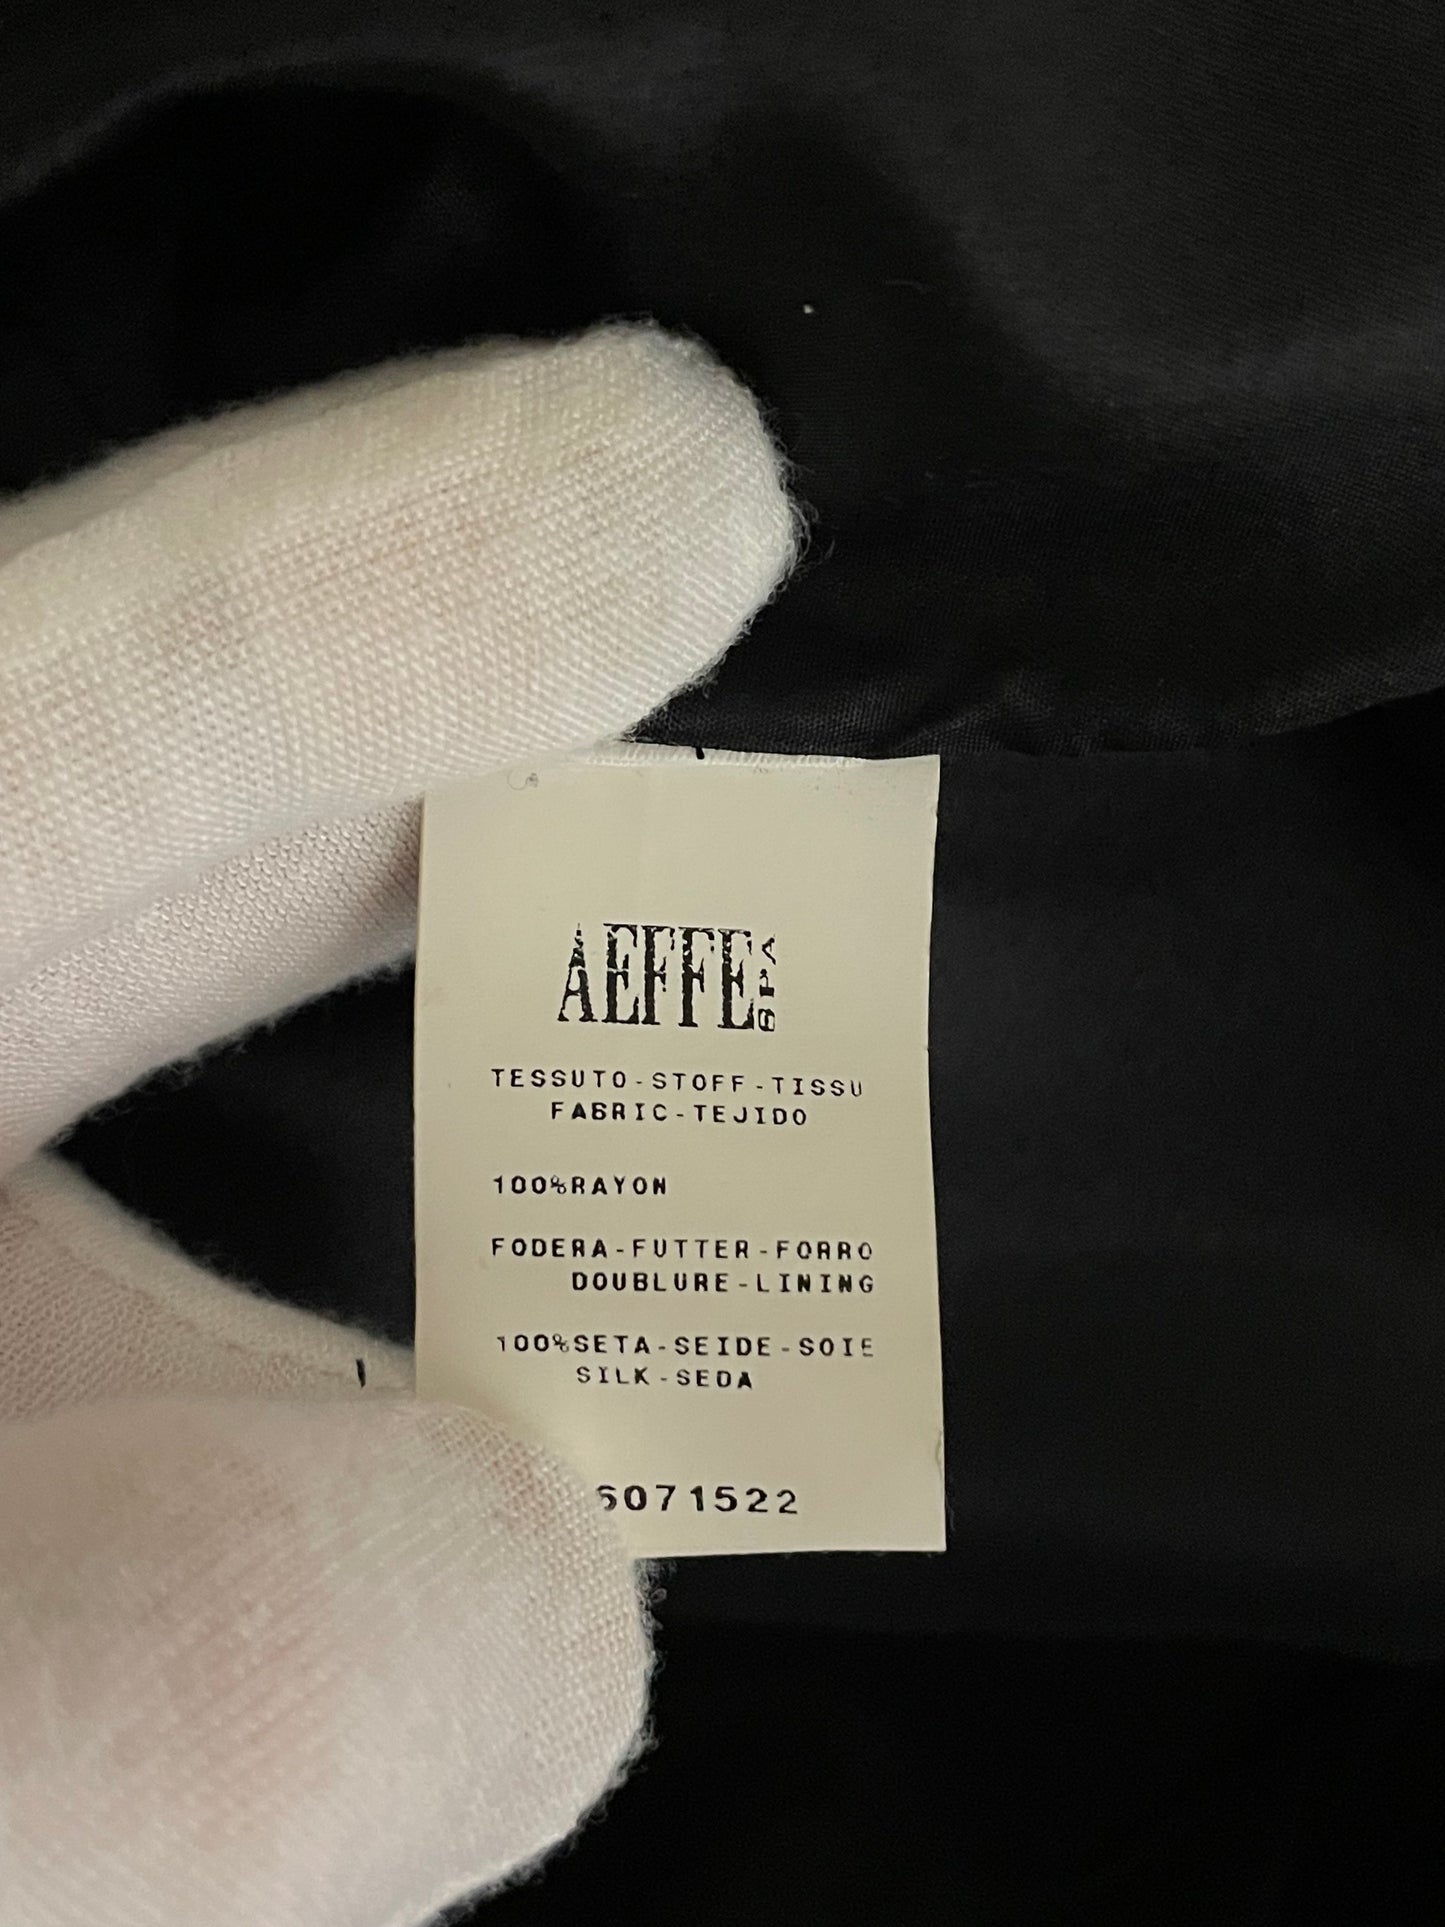 AEFFE SPA
TESSUTO-STOFF-TISSU
FABRIC-TEJIDO
100%RAYON
FODERA-FUTTER-FORRO
DOUBLURE-LINING
100%SETA-SEIDE-SOIE
SILK-SEDA
6071522